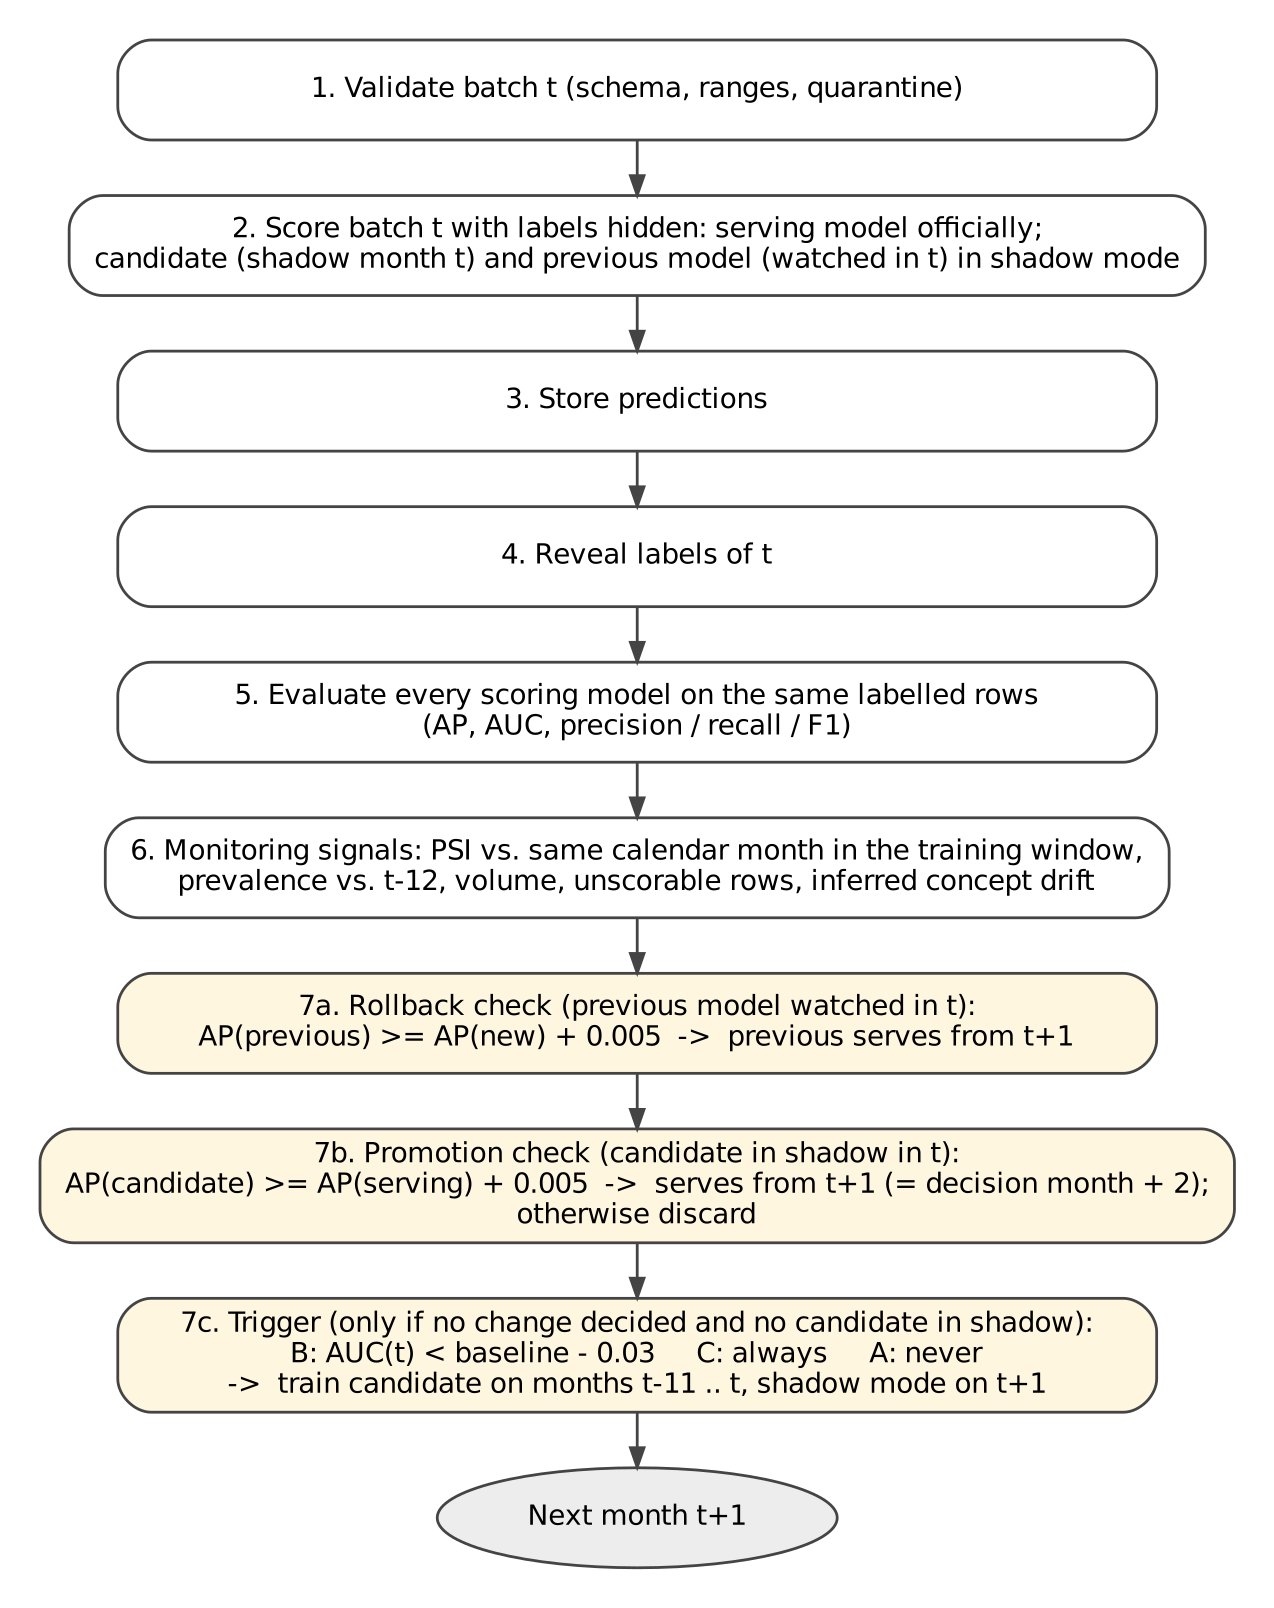 1. Validate batch t (schema, ranges, quarantine)
2. Score batch t with labels hidden: serving model officially;
candidate (shadow month t) and previous model (watched in t) in shadow mode
3. Store predictions
4. Reveal labels of t
5. Evaluate every scoring model on the same labelled rows
(AP, AUC, precision / recall / F1)
6. Monitoring signals: PSI vs. same calendar month in the training window,
prevalence vs. t-12, volume, unscorable rows, inferred concept drift
7a. Rollback check (previous model watched in t):
AP(previous) >= AP(new) + 0.005  ->  previous serves from t+1
7b. Promotion check (candidate in shadow in t):
AP(candidate) >= AP(serving) + 0.005  ->  serves from t+1 (= decision month + 2);
otherwise discard
7c. Trigger (only if no change decided and no candidate in shadow):
B: AUC(t) < baseline - 0.03     C: always     A: never
->  train candidate on months t-11 .. t, shadow mode on t+1
Next month t+1